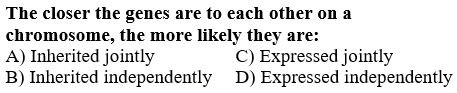 The closer the genes are to each other on a
chromosome, the more likely they are:
A) Inherited jointly C) Expressed jointly
B) Inherited independently D) Expressed independently